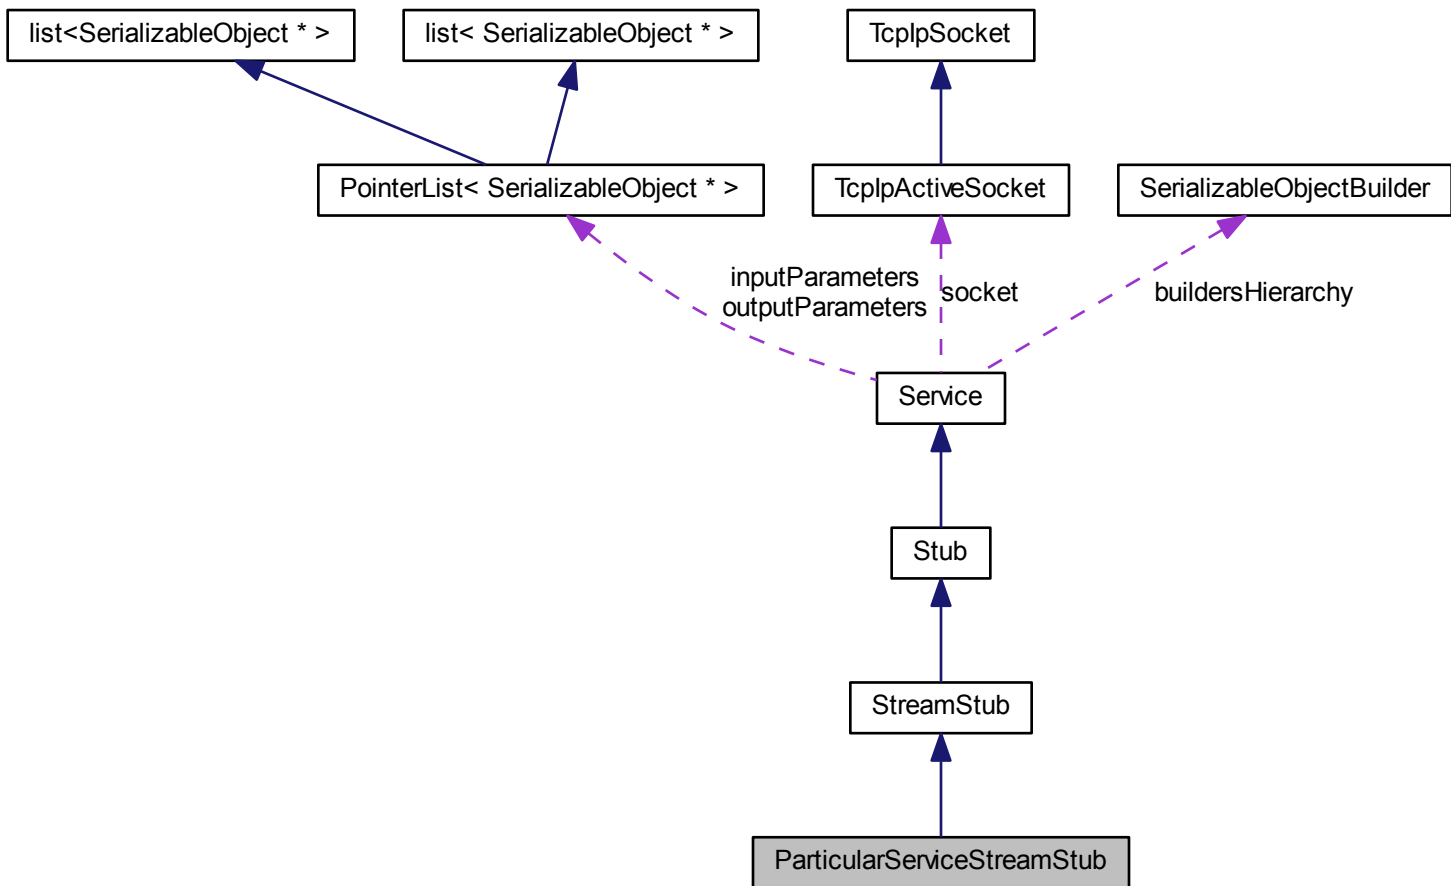 list<SerializableObject * >
list< SerializableObject * >
TcpIpSocket
PointerList< SerializableObject * >
TcpIpActiveSocket
SerializableObjectBuilder
inputParameters
outputParameters
socket
buildersHierarchy
Service
Stub
StreamStub
ParticularServiceStreamStub